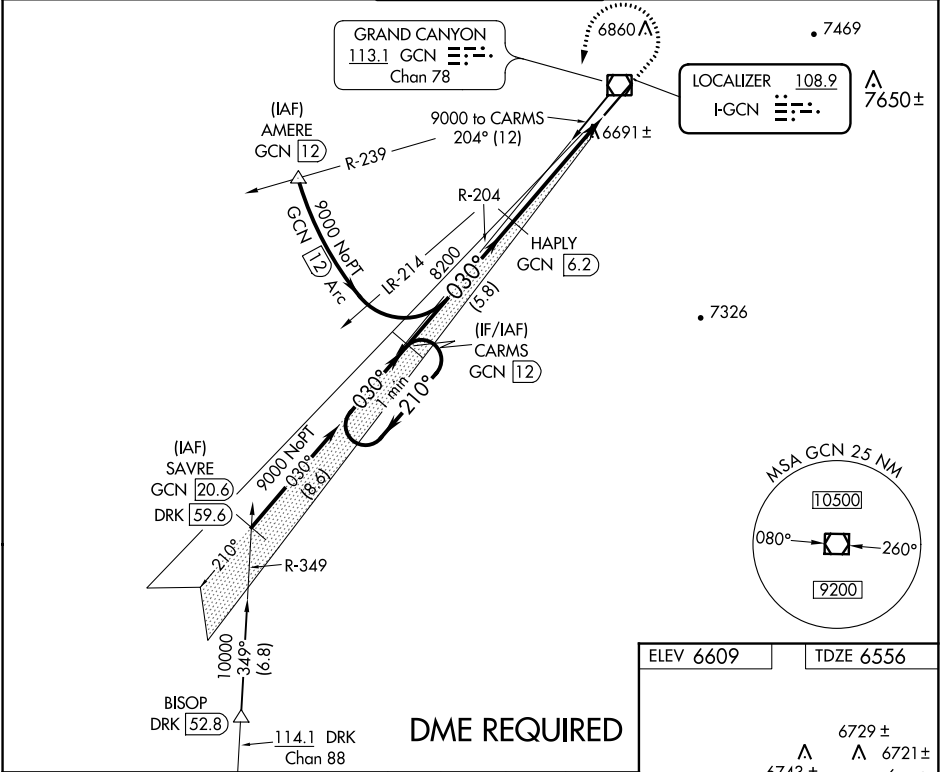 GRAND CANYON
113.1 GCN
Chan 78
6860
7469
LOCALIZER 108.9
I-GCN
7650±
(IAF)
AMERE
GCN 12
R-239
9000 to CARMS
204° (12)
6691±
9000 NoPT
GCN 12 Arc
R-204
LR-214
8200
030°
(5.8)
HAPLY
GCN 6.2
7326
(IF/IAF)
CARMS
GCN 12
030°
1 min
210°
(IAF)
SAVRE
GCN 20.6
DRK 59.6
9000 NoPT
030°
(8.6)
210°
R-349
MSA GCN 25 NM
10500
080°
260°
9200
10000
349°
(6.8)
BISOP
DRK 52.8
114.1 DRK
Chan 88
DME REQUIRED
ELEV 6609
TDZE 6556
6729±
6721±